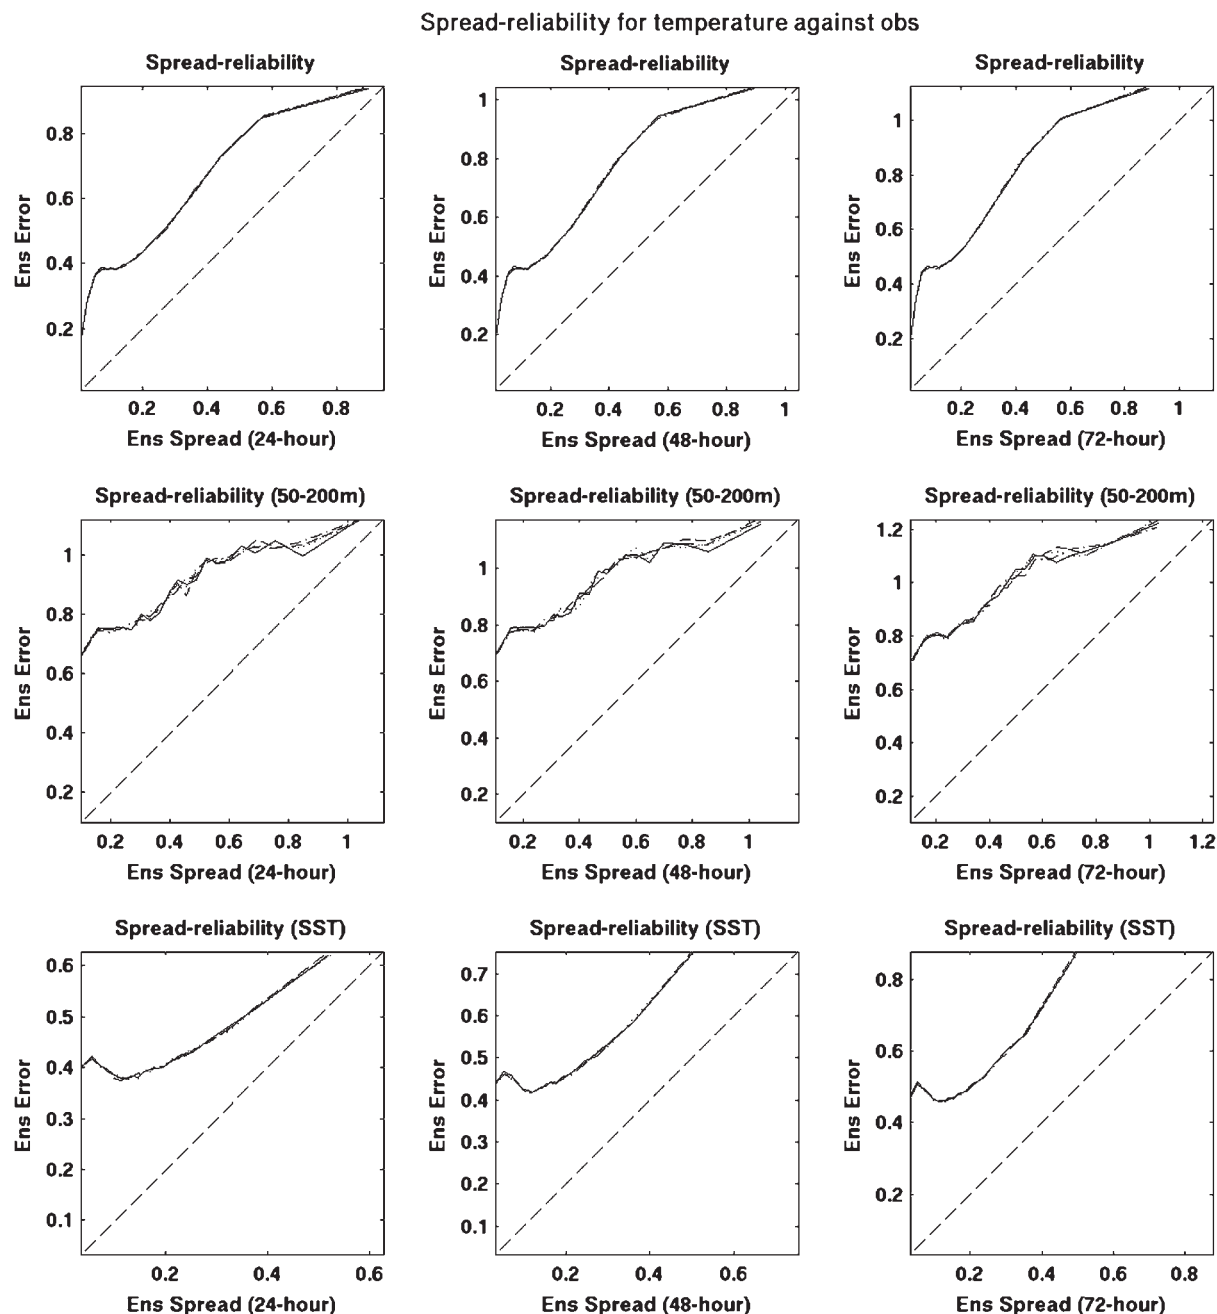 Spread-reliability for temperature against obs
Spread-reliability
Ens Error
0.8
0.6
0.4
0.2
0.2 0.4 0.6 0.8
Ens Spread (24-hour)
Spread-reliability
Ens Error
1
0.8
0.6
0.4
0.2
0.2 0.4 0.6 0.8 1
Ens Spread (48-hour)
Spread-reliability
Ens Error
1
0.8
0.6
0.4
0.2
0.2 0.4 0.6 0.8 1
Ens Spread (72-hour)
Spread-reliability (50-200m)
Ens Error
1
0.8
0.6
0.4
0.2
0.2 0.4 0.6 0.8 1
Ens Spread (24-hour)
Spread-reliability (50-200m)
Ens Error
1
0.8
0.6
0.4
0.2
0.2 0.4 0.6 0.8 1
Ens Spread (48-hour)
Spread-reliability (50-200m)
Ens Error
1.2
1
0.8
0.6
0.4
0.2
0.2 0.4 0.6 0.8 1 1.2
Ens Spread (72-hour)
Spread-reliability (SST)
Ens Error
0.6
0.5
0.4
0.3
0.2
0.1
0.2 0.4 0.6
Ens Spread (24-hour)
Spread-reliability (SST)
Ens Error
0.7
0.6
0.5
0.4
0.3
0.2
0.1
0.2 0.4 0.6
Ens Spread (48-hour)
Spread-reliability (SST)
Ens Error
0.8
0.6
0.4
0.2
0.2 0.4 0.6 0.8
Ens Spread (72-hour)